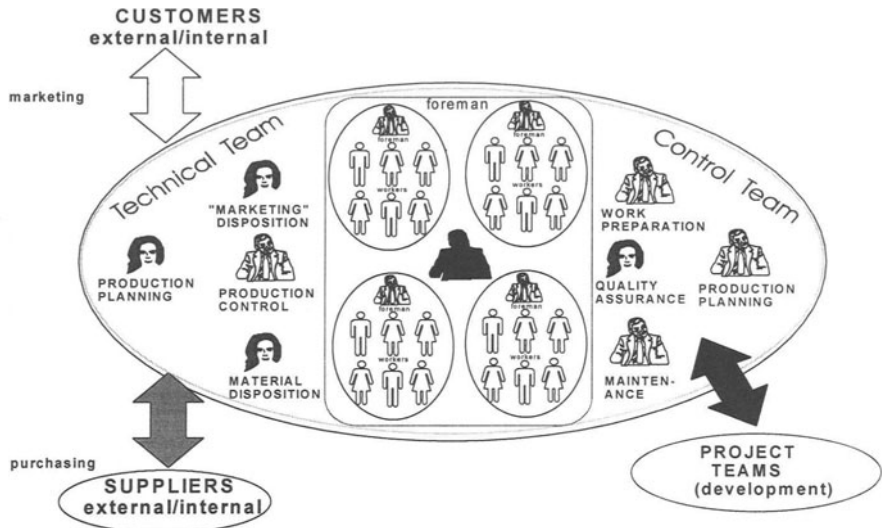 CUSTOMERS
external/internal
marketing
foreman
Technical Team
Control Team
foreman
workers
foreman
workers
"MARKETING"
DISPOSITION
WORK
PREPARATION
PRODUCTION
PLANNING
PRODUCTION
CONTROL
QUALITY
ASSURANCE
PRODUCTION
PLANNING
foreman
workers
foreman
workers
MATERIAL
DISPOSITION
MAINTEN-
ANCE
purchasing
SUPPLIERS
external/internal
PROJECT
TEAMS
(development)